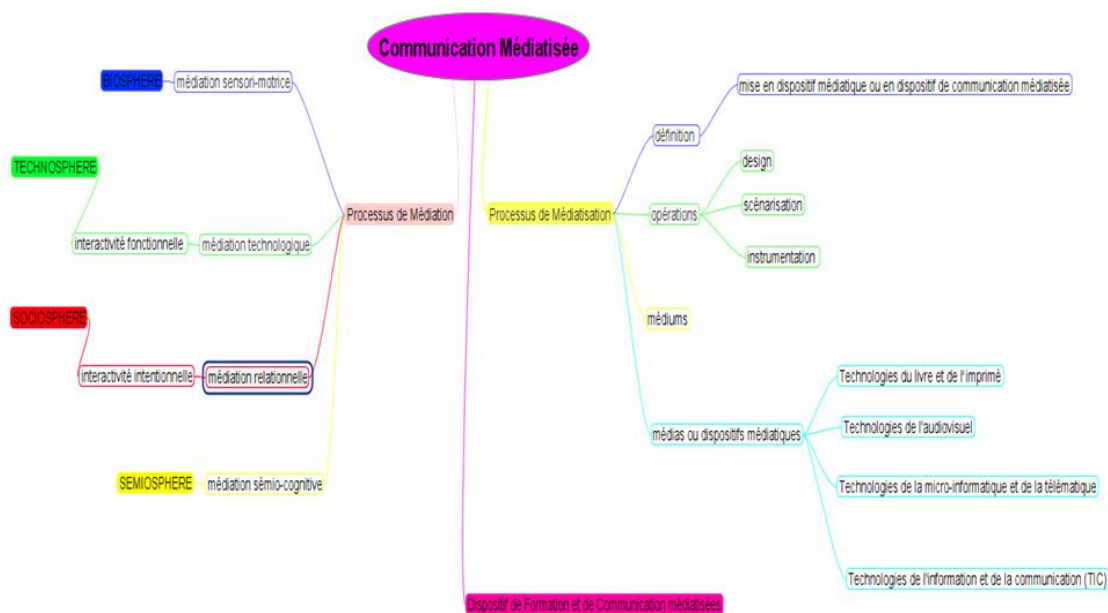 Communication Médiatisée
BIOSPHERE
médiation sensori-motrice
TECHNOSPHERE
interactivité fonctionnelle
médiation technologique
SOCIOSPHERE
interactivité intentionnelle
médiation relationnelle
SEMIOSPHERE
médiation sémio-cognitive
Processus de Médiation
Processus de Médiatisation
définition
mise en dispositif médiatique ou en dispositif de communication médiatisée
opérations
design
scénarisation
instrumentation
médiums
médias ou dispositifs médiatiques
Technologies du livre et de l'imprimé
Technologies de l'audiovisuel
Technologies de la micro-informatique et de la télématique
Technologies de l'information et de la communication (TIC)
Dispositif de Formation et de Communication médiatisées